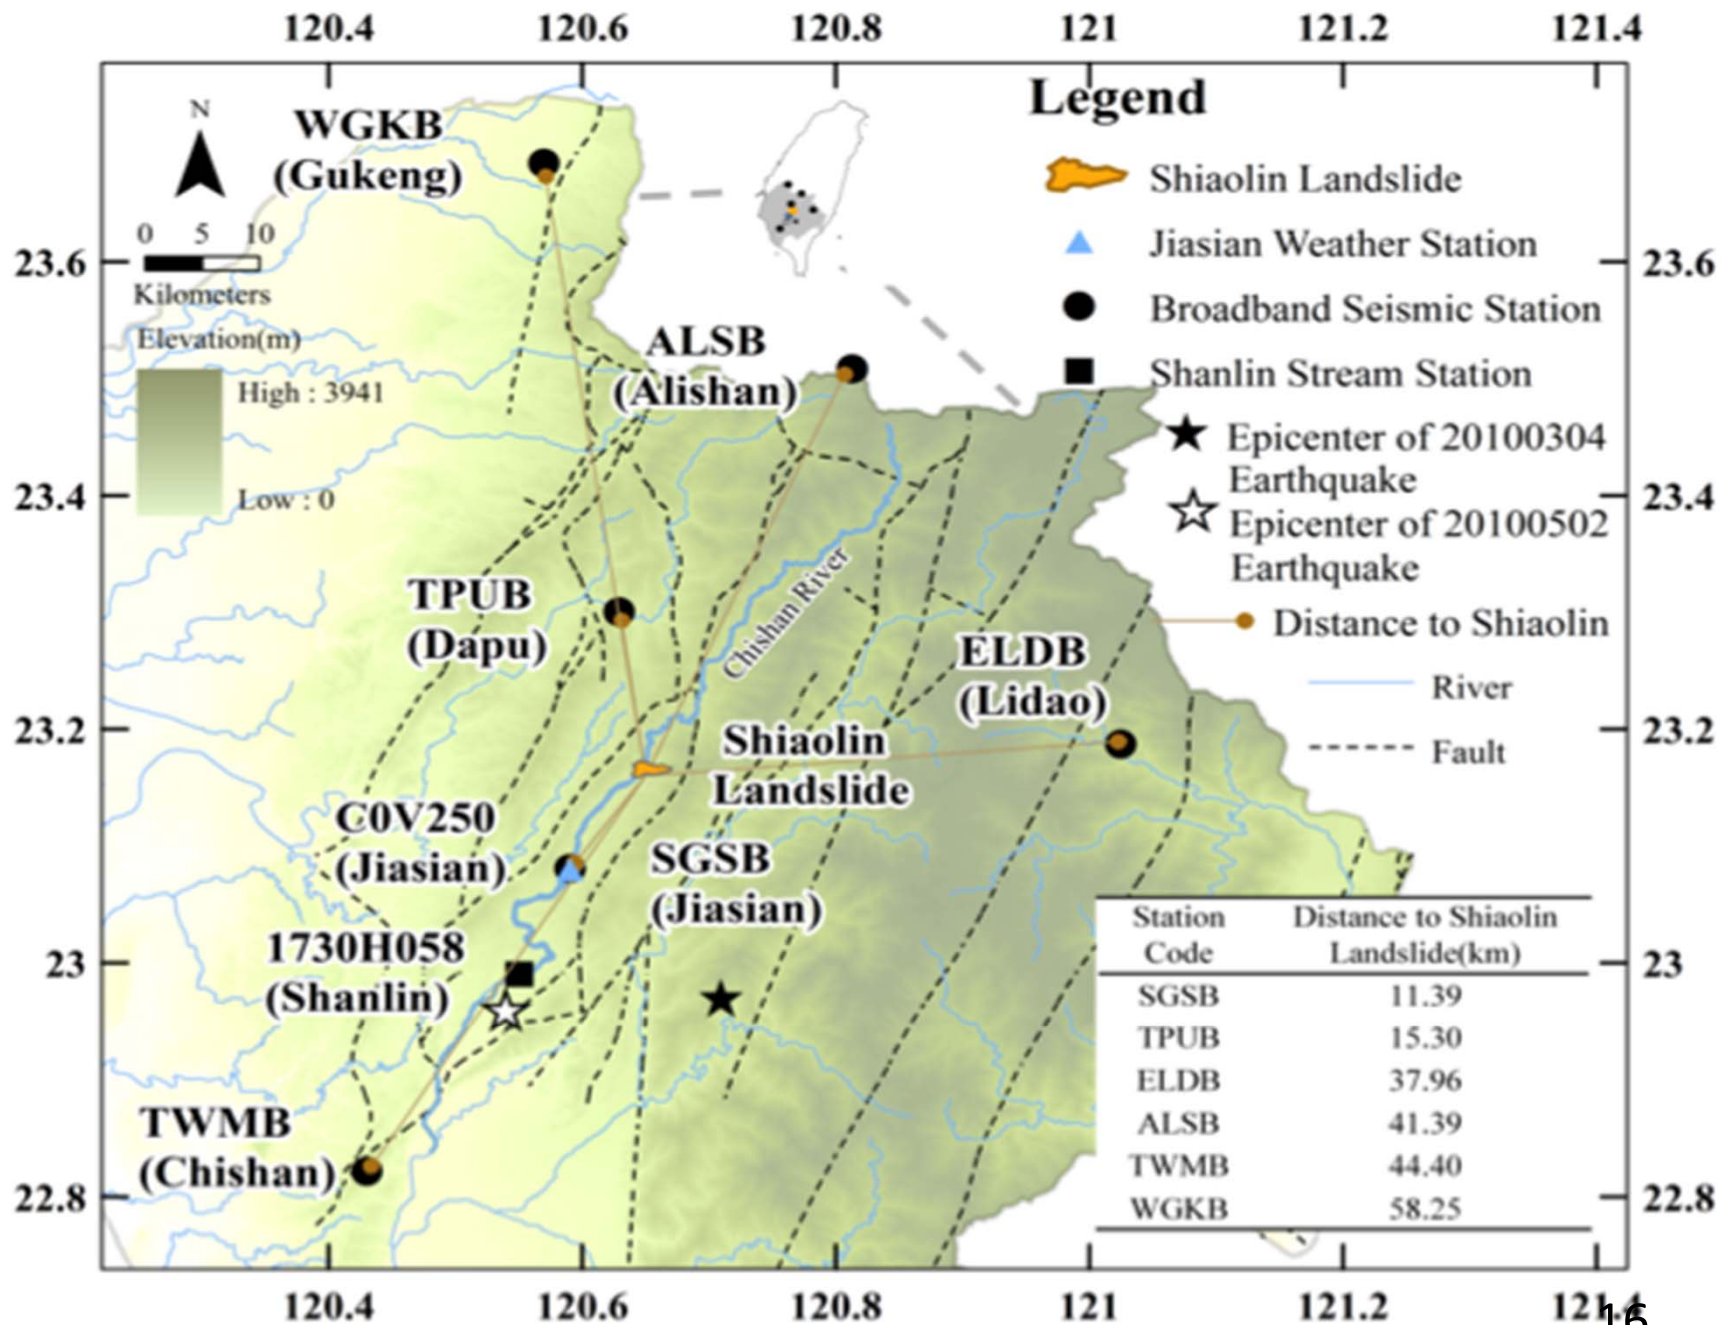 120.4 120.6 120.8 121 121.2 121.4
Legend
N
WGKB
(Gukeng)
Shiaolin Landslide
Jiasian Weather Station
0 5 10
Kilometers
23.6
23.6
Broadband Seismic Station
Elevation(m)
High : 3941
Low : 0
ALSB
(Alishan)
Shanlin Stream Station
Epicenter of 20100304
Earthquake
23.4
23.4
Epicenter of 20100502
Earthquake
Chishan River
TPUB
(Dapu)
Distance to Shiaolin
ELDB
(Lidao)
River
23.2
23.2
Fault
Shiaolin
Landslide
C0V250
(Jiasian)
SGSB
(Jiasian)
1730H058
(Shanlin)
23
23
Station Distance to Shiaolin
Code Landslide(km)
SGSB 11.39
TPUB 15.30
ELDB 37.96
ALSB 41.39
TWMB 44.40
WGKB 58.25
TWMB
(Chishan)
22.8
22.8
120.4 120.6 120.8 121 121.2 121.4
16